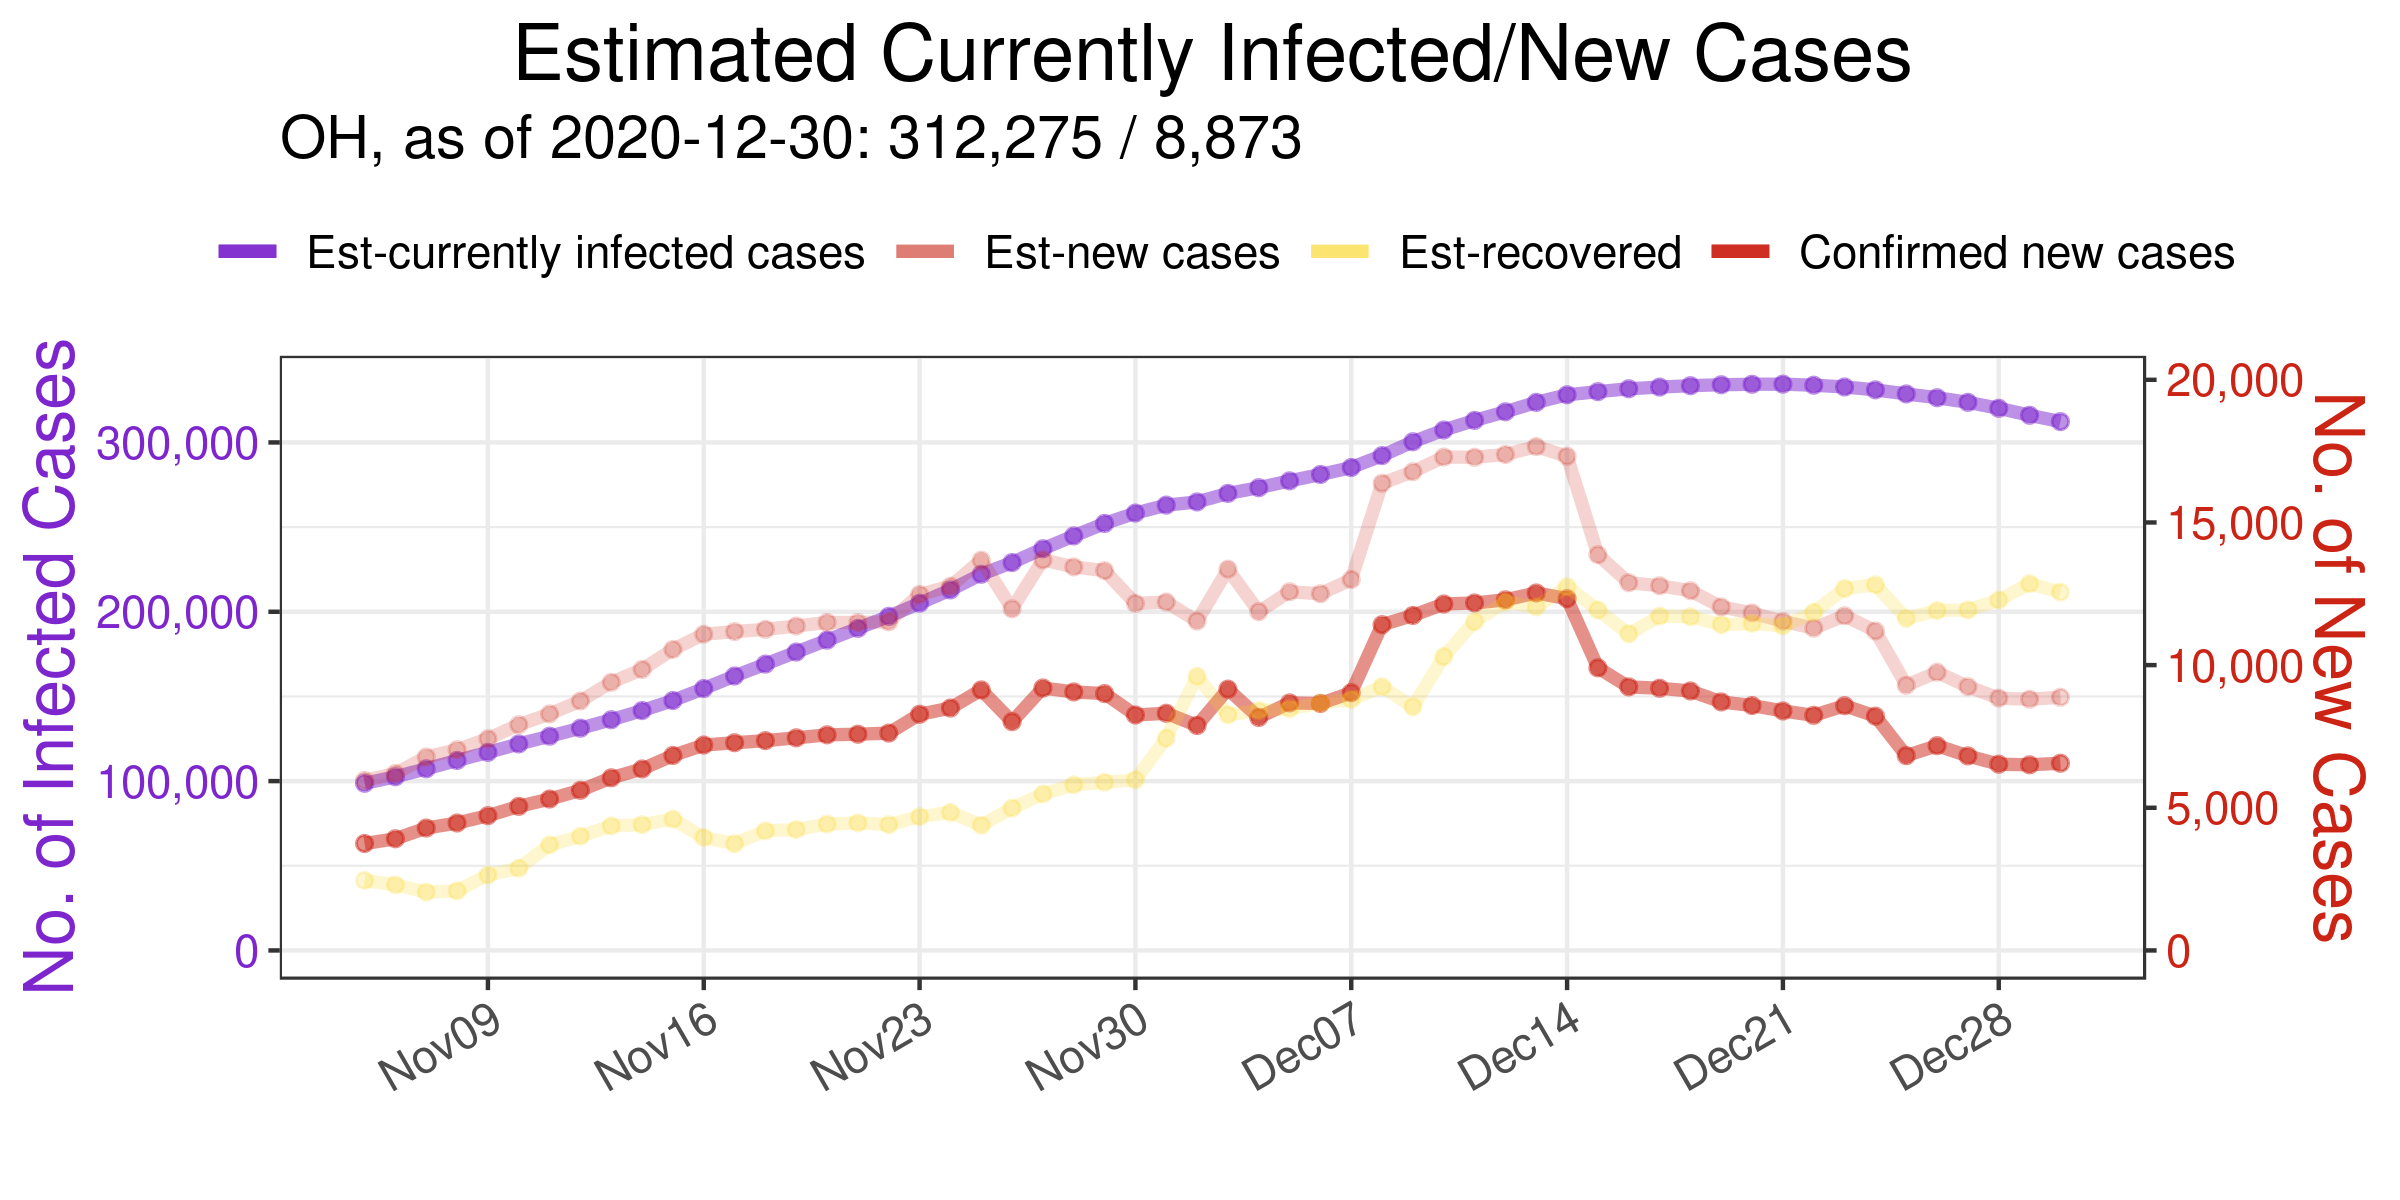 Estimated Currently Infected/New Cases
OH, as of 2020-12-30: 312,275 / 8,873
Est-currently infected cases Est-new cases Est-recovered Confirmed new cases
No. of Infected Cases
300,000
200,000
100,000
0
20,000
15,000
10,000
5,000
0
No. of New Cases
Nov09 Nov16 Nov23 Nov30 Dec07 Dec14 Dec21 Dec28